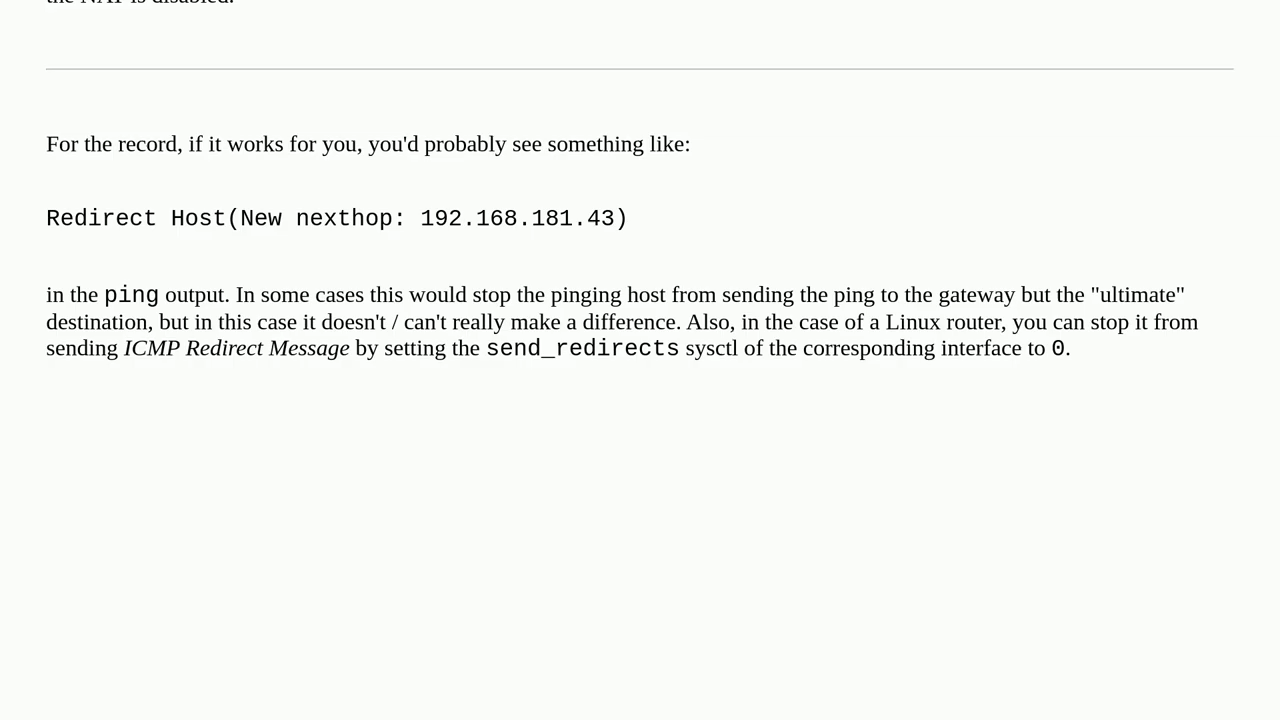 the NAT is disabled.
For the record, if it works for you, you'd probably see something like:
Redirect Host(New nexthop: 192.168.181.43)
in the ping output. In some cases this would stop the pinging host from sending the ping to the gateway but the "ultimate"
destination, but in this case it doesn't / can't really make a difference. Also, in the case of a Linux router, you can stop it from
sending ICMP Redirect Message by setting the send_redirects sysctl of the corresponding interface to 0.